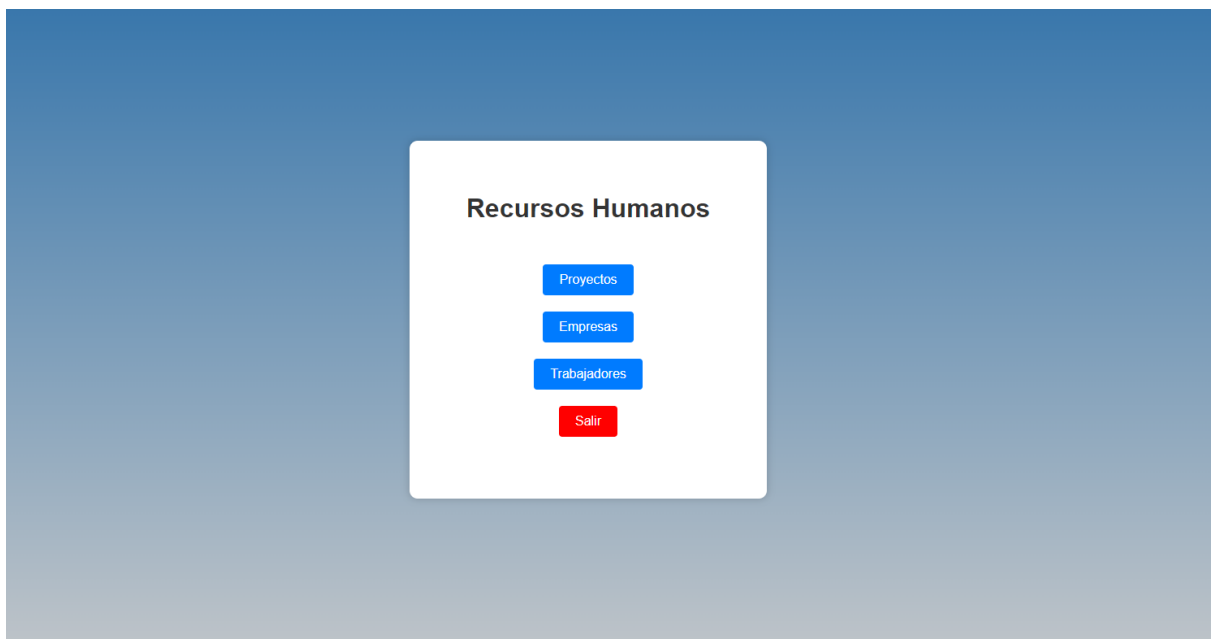 Recursos Humanos
Proyectos
Empresas
Trabajadores
Salir